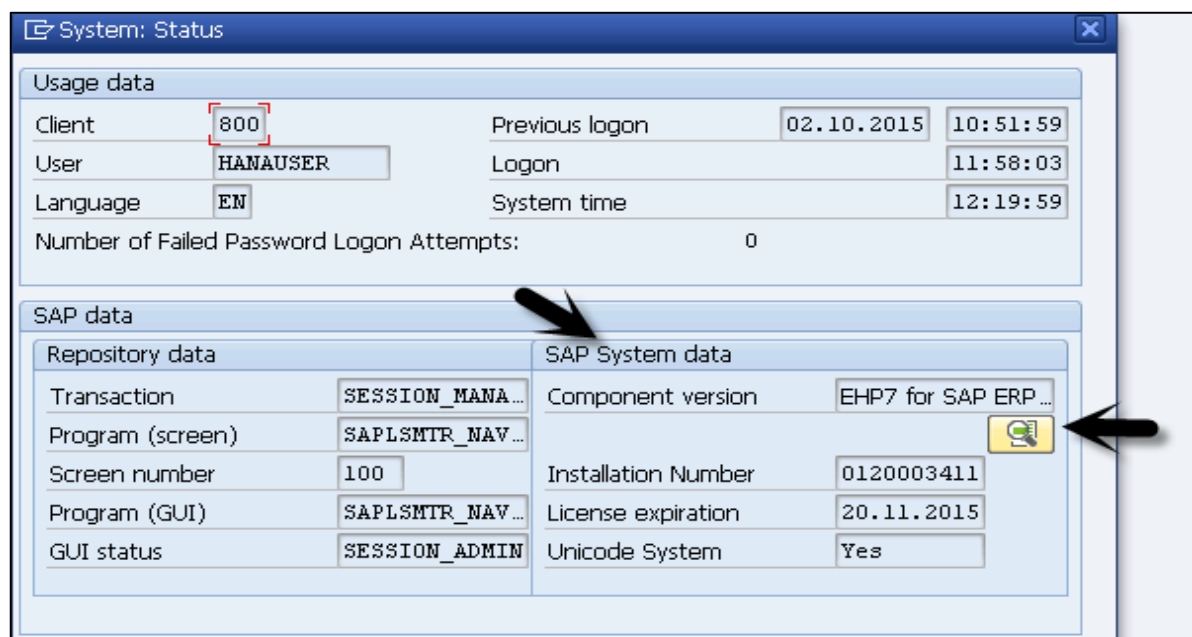 System: Status
Usage data
Client 800 Previous logon 02.10.2015 10:51:59
User HANAUSER Logon 11:58:03
Language EN System time 12:19:59
Number of Failed Password Logon Attempts: 0
SAP data
Repository data SAP System data
Transaction SESSION_MANA… Component version EHP7 for SAP ERP…
Program (screen) SAPLSMTR_NAV…
Screen number 100 Installation Number 0120003411
Program (GUI) SAPLSMTR_NAV… License expiration 20.11.2015
GUI status SESSION_ADMIN Unicode System Yes